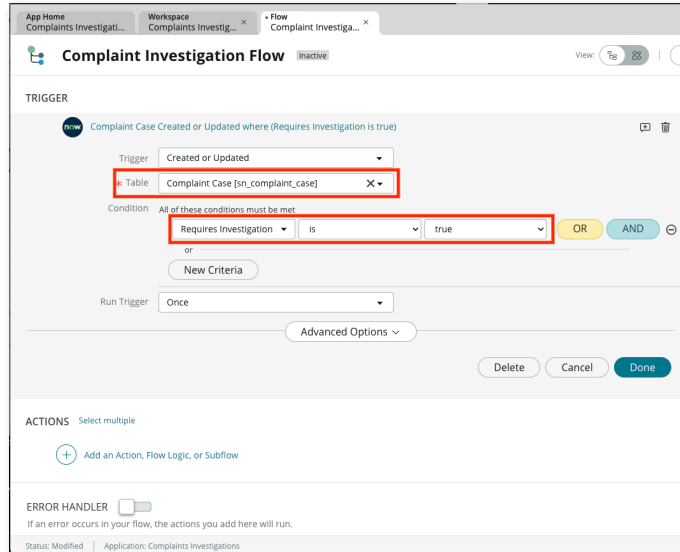 App Home
Complaints Investigati...
Workspace
Complaints Investig... ×
• Flow
Complaint Investiga... ×
Complaint Investigation Flow Inactive View:
TRIGGER
now Complaint Case Created or Updated where (Requires Investigation is true)
Trigger Created or Updated
* Table Complaint Case [sn_complaint_case]
Condition All of these conditions must be met
Requires Investigation is true OR AND
or
New Criteria
Run Trigger Once
Advanced Options
Delete Cancel Done
ACTIONS Select multiple
+ Add an Action, Flow Logic, or Subflow
ERROR HANDLER
If an error occurs in your flow, the actions you add here will run.
Status: Modified | Application: Complaints Investigations